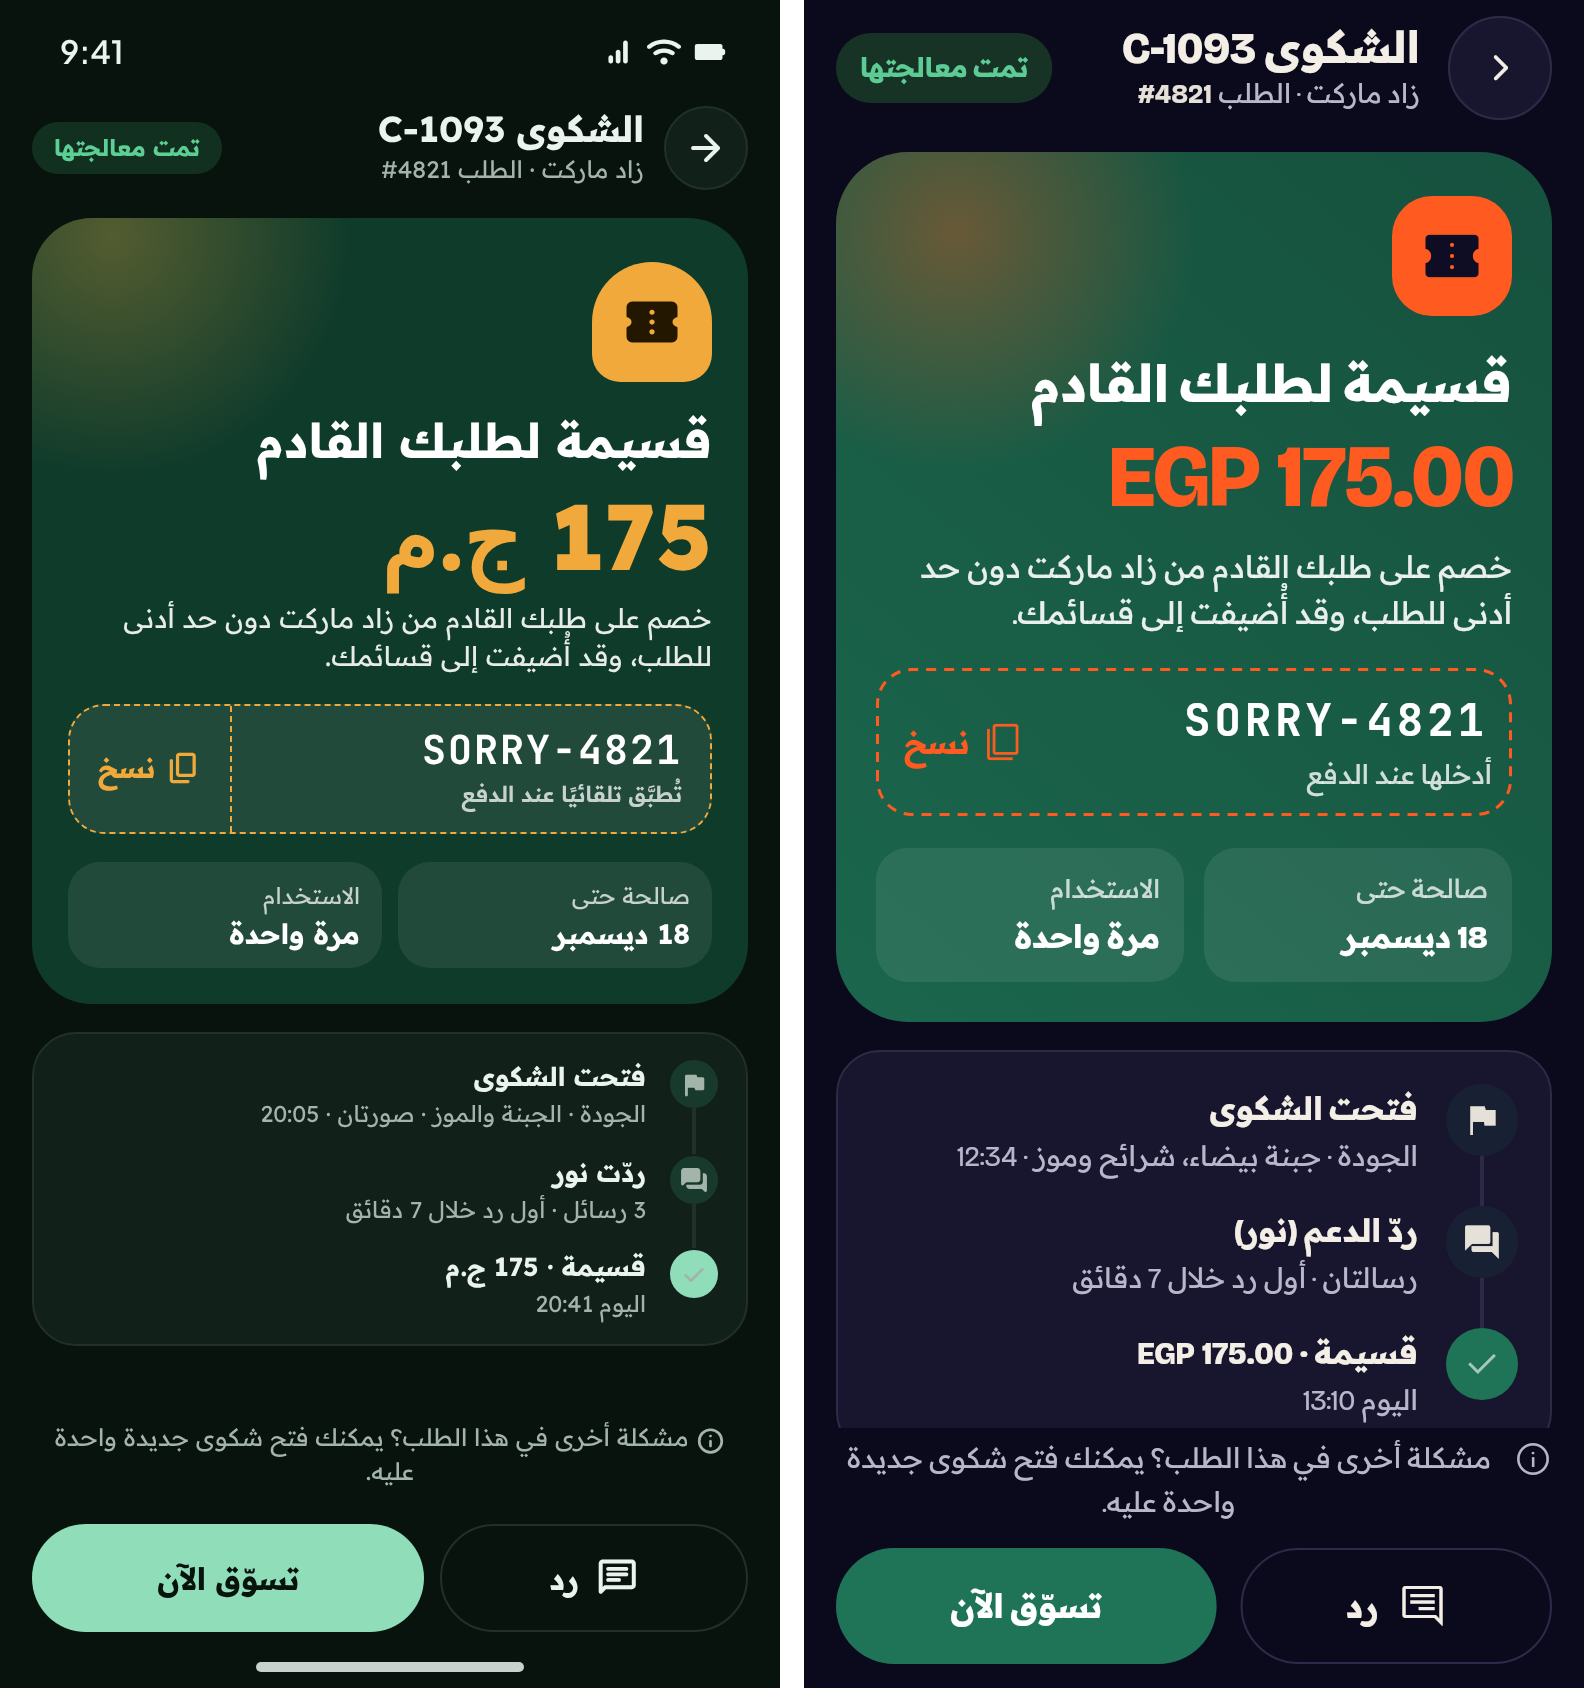 9:41
الشكوى C-1093
زاد ماركت · الطلب #4821
تمت معالجتها
قسيمة لطلبك القادم
175 ج.م
خصم على طلبك القادم من زاد ماركت دون حد أدنى
للطلب، وقد أُضيفت إلى قسائمك.
SORRY-4821
تُطبَّق تلقائيًا عند الدفع
نسخ
صالحة حتى
18 ديسمبر
الاستخدام
مرة واحدة
فتحت الشكوى
الجودة · الجبنة والموز · صورتان · 20:05
ردّت نور
3 رسائل · أول رد خلال 7 دقائق
قسيمة · 175 ج.م
اليوم 20:41
مشكلة أخرى في هذا الطلب؟ يمكنك فتح شكوى جديدة واحدة
عليه.
رد
تسوّق الآن
الشكوى C-1093
زاد ماركت · الطلب #4821
تمت معالجتها
قسيمة لطلبك القادم
EGP 175.00
خصم على طلبك القادم من زاد ماركت دون حد
أدنى للطلب، وقد أُضيفت إلى قسائمك.
SORRY-4821
أدخلها عند الدفع
نسخ
صالحة حتى
18 ديسمبر
الاستخدام
مرة واحدة
فتحت الشكوى
الجودة · جبنة بيضاء، شرائح وموز · 12:34
ردّ الدعم (نور)
رسالتان · أول رد خلال 7 دقائق
قسيمة · EGP 175.00
اليوم 13:10
مشكلة أخرى في هذا الطلب؟ يمكنك فتح شكوى جديدة
واحدة عليه.
رد
تسوّق الآن